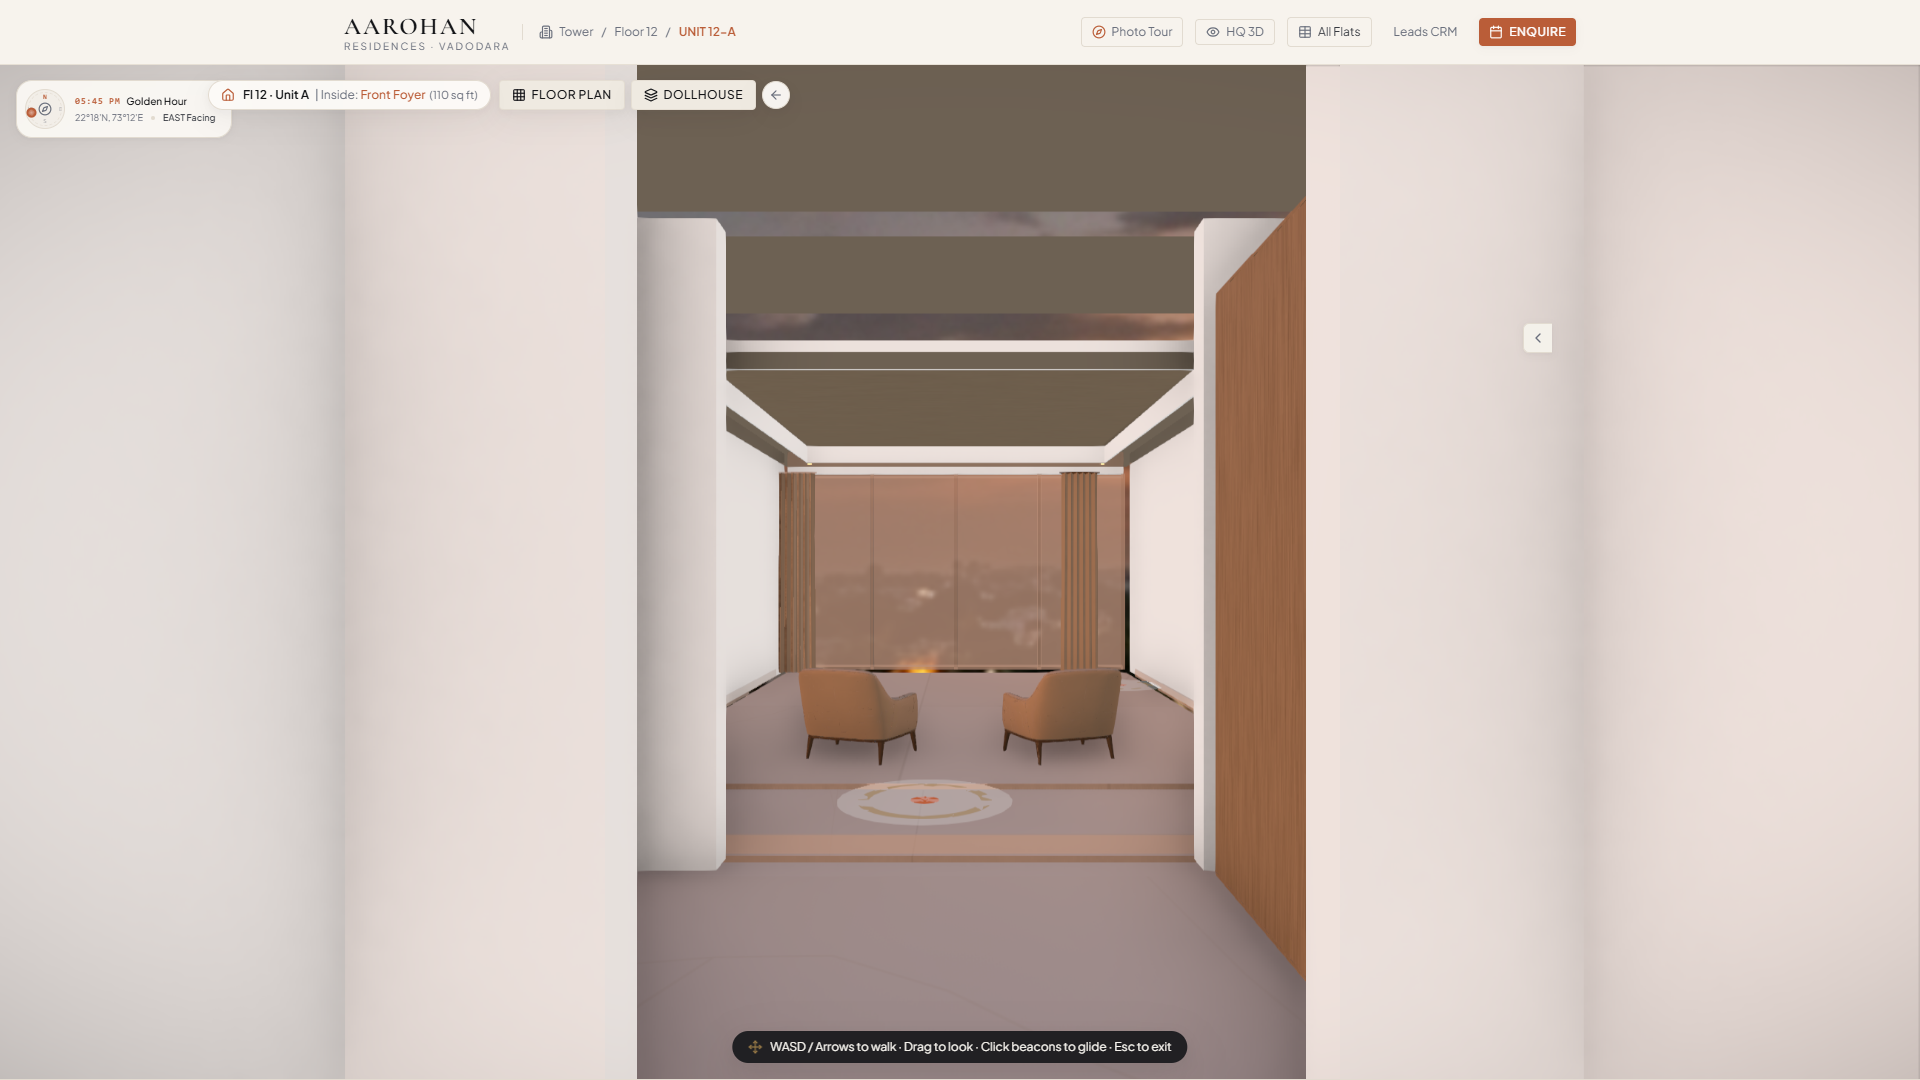 AAROHAN
RESIDENCES · VADODARA
Tower / Floor 12 / UNIT 12-A
Photo Tour
HQ 3D
All Flats
Leads CRM
ENQUIRE
N
S
05:45 PM Golden Hour
22°18'N, 73°12'E • EAST Facing
Fl 12 · Unit A | Inside: Front Foyer (110 sq ft)
FLOOR PLAN
DOLLHOUSE
WASD / Arrows to walk · Drag to look · Click beacons to glide · Esc to exit